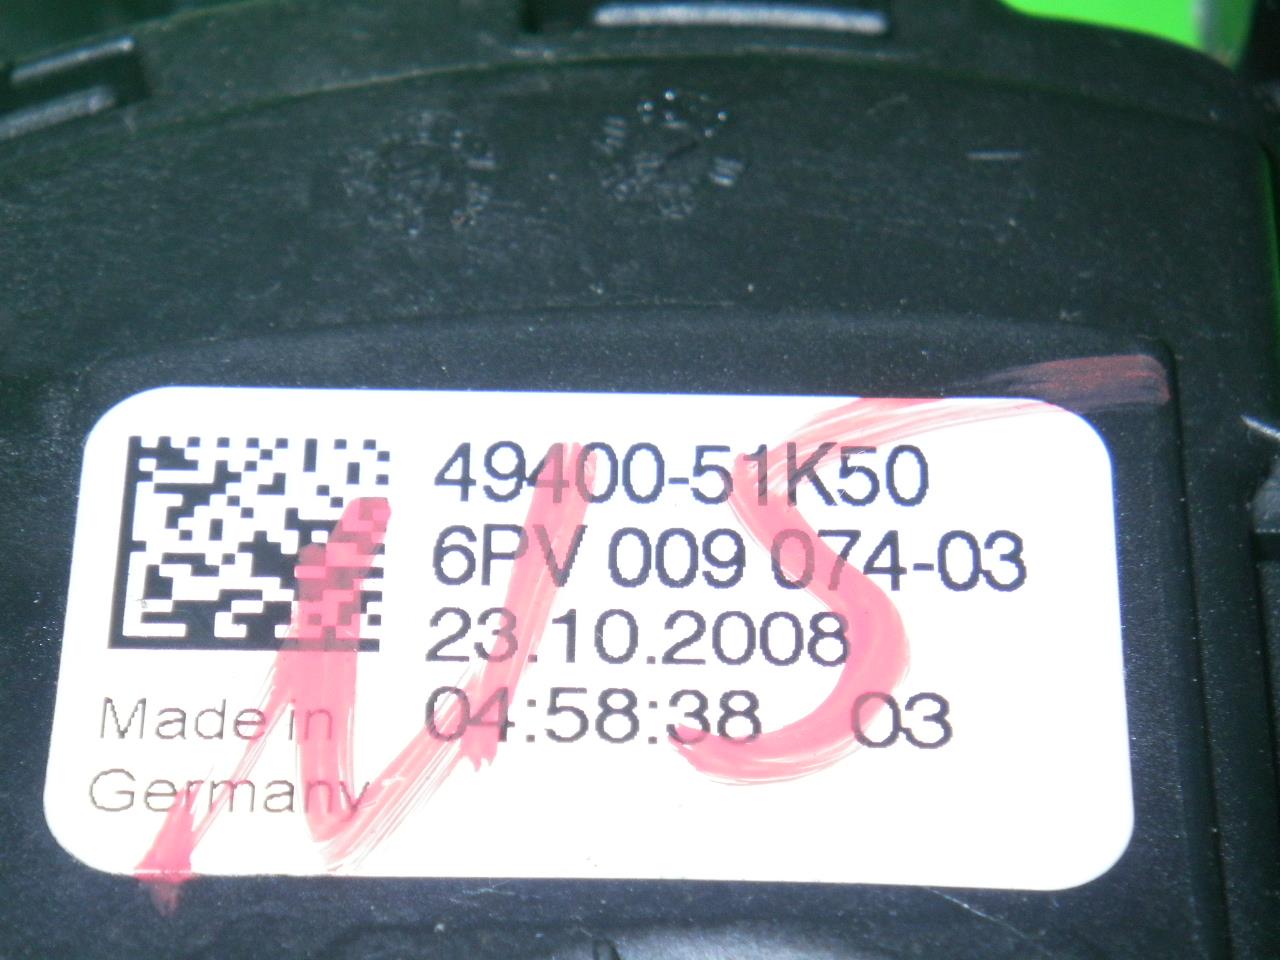 49400-51K50
6PV 009 074-03
23.10.2008
04:58:38 03
Made in
Germany
NS